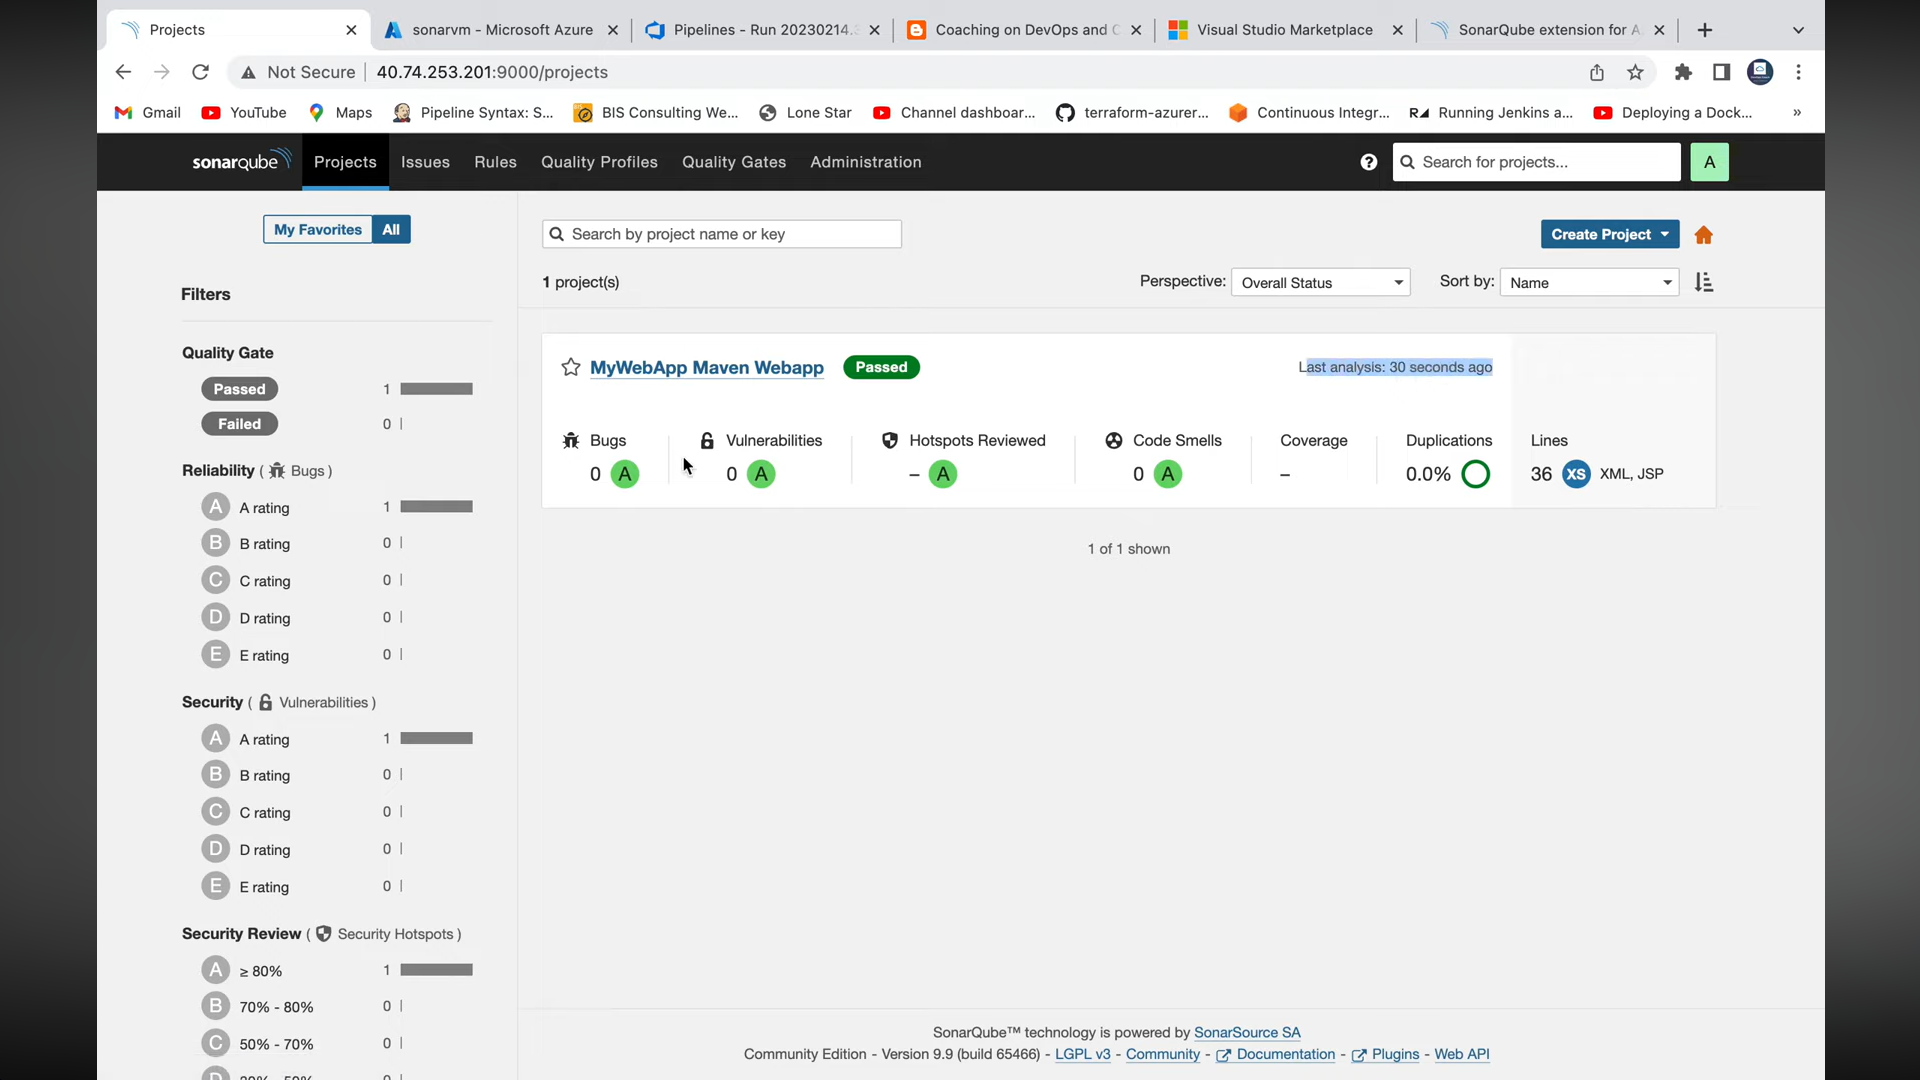 Projects
sonarvm - Microsoft Azure
Pipelines - Run 20230214.
Coaching on DevOps and C
Visual Studio Marketplace
SonarQube extension for A
Not Secure
40.74.253.201:9000/projects
Gmail
YouTube
Maps
Pipeline Syntax: S...
BIS Consulting We...
Lone Star
Channel dashboar...
terraform-azurer...
Continuous Integr...
Running Jenkins a...
Deploying a Dock...
»
sonarqube
Projects
Issues
Rules
Quality Profiles
Quality Gates
Administration
Search for projects...
A
My Favorites
All
Search by project name or key
Create Project
1 project(s)
Perspective:
Overall Status
Sort by:
Name
Filters
Quality Gate
Passed
1
Failed
0
Reliability ( Bugs )
A A rating 1
B B rating 0
C C rating 0
D D rating 0
E E rating 0
Security ( Vulnerabilities )
A A rating 1
B B rating 0
C C rating 0
D D rating 0
E E rating 0
Security Review ( Security Hotspots )
A ≥ 80% 1
B 70% - 80% 0
C 50% - 70% 0
MyWebApp Maven Webapp
Passed
Last analysis: 30 seconds ago
Bugs
0 A
Vulnerabilities
0 A
Hotspots Reviewed
– A
Code Smells
0 A
Coverage
–
Duplications
0.0%
Lines
36 XS XML, JSP
1 of 1 shown
SonarQube™ technology is powered by SonarSource SA
Community Edition - Version 9.9 (build 65466) - LGPL v3 - Community - Documentation - Plugins - Web API